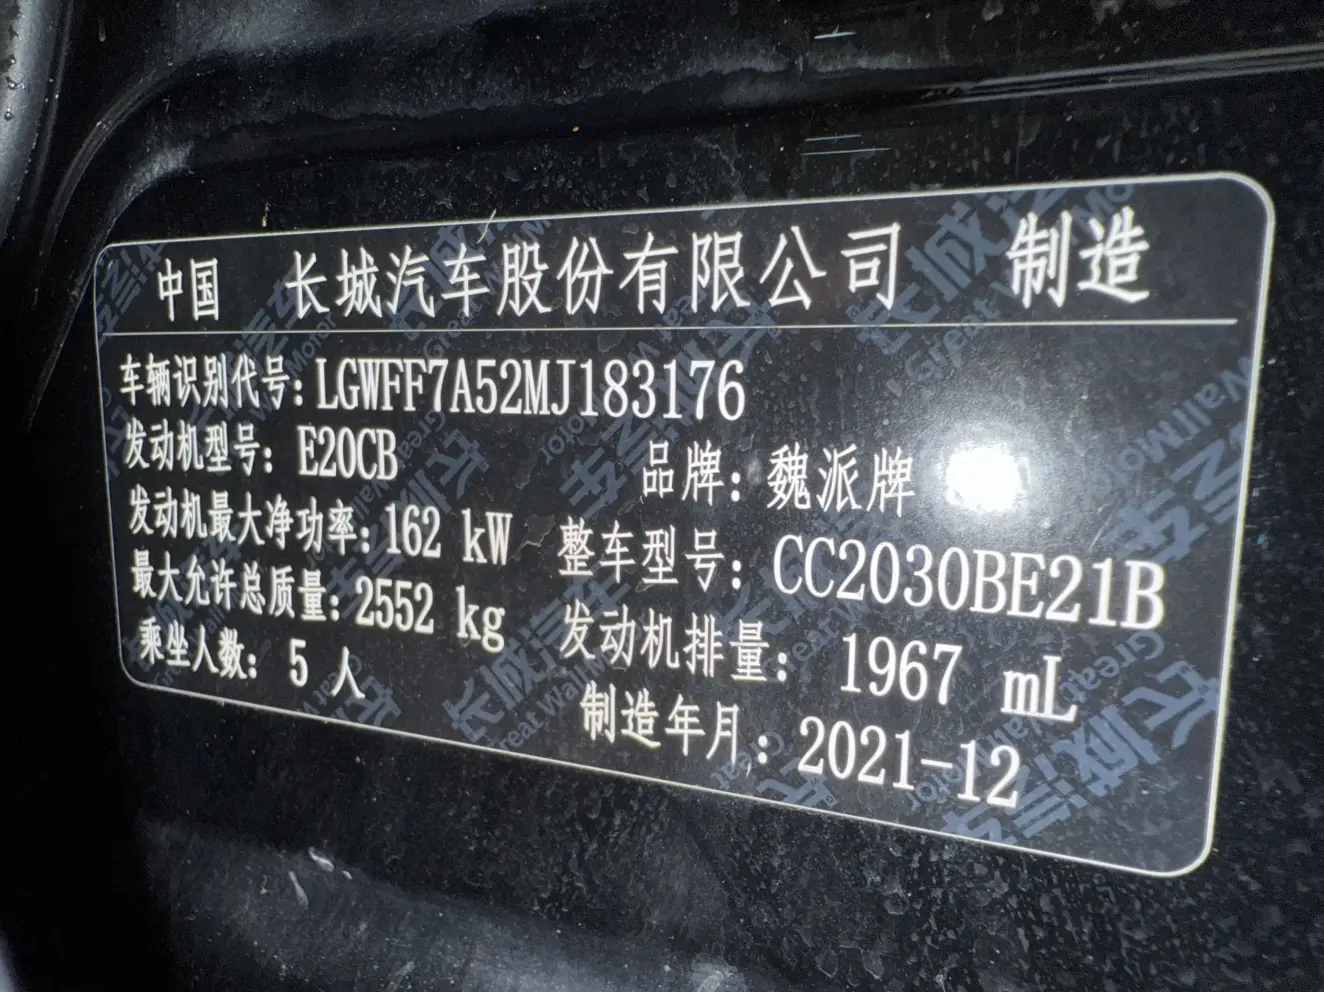 中国 长城汽车股份有限公司 制造
车辆识别代号: LGWFF7A52MJ183176
发动机型号: E20CB 品牌: 魏派牌
发动机最大净功率: 162 kW 整车型号: CC2030BE21B
最大允许总质量: 2552 kg 发动机排量: 1967 mL
乘坐人数: 5 人 制造年月: 2021-12